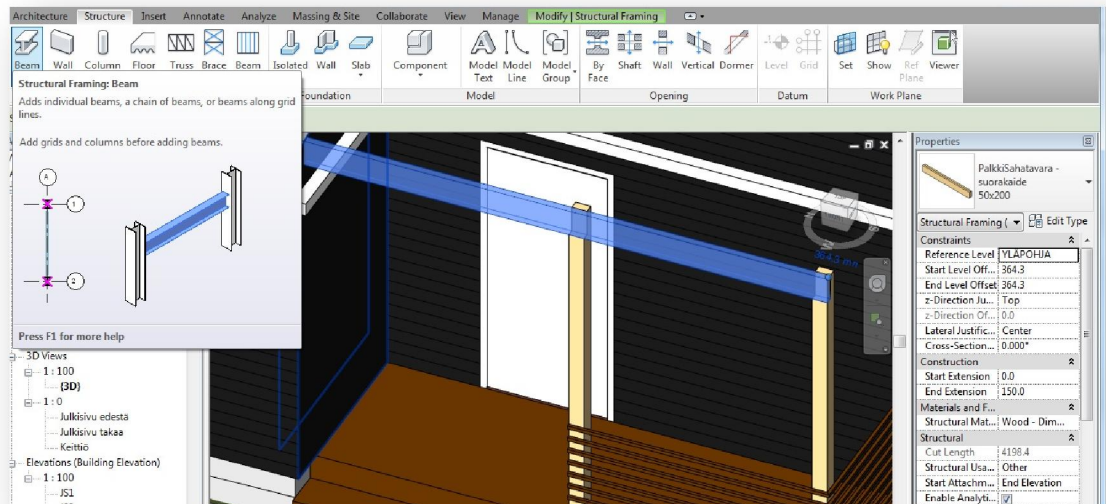 Architecture Structure Insert Annotate Analyze Massing & Site Collaborate View Manage Modify | Structural Framing
Beam Wall Column Floor Truss Brace Beam Isolated Wall Slab Component Model Text Model Line Model Group By Face Shaft Wall Vertical Dormer Level Grid Set Show Ref Plane Viewer
Foundation Model Opening Datum Work Plane
Structural Framing: Beam
Adds individual beams, a chain of beams, or beams along grid
lines.
Add grids and columns before adding beams.
A
1
2
Press F1 for more help
3D Views
1 : 100
{3D}
1 : 0
Julkisivu edestä
Julkisivu takaa
Keittiö
Elevations (Building Elevation)
1 : 100
JS1
364.3 mm
Properties
PalkkiSahatavara -
suorakaide
50x200
Structural Framing ( Edit Type
Constraints
Reference Level YLÄPOHJA
Start Level Off... 364.3
End Level Offset 364.3
z-Direction Ju... Top
z-Direction Of... 0.0
Lateral Justific... Center
Cross-Section... 0.000°
Construction
Start Extension 0.0
End Extension 150.0
Materials and F...
Structural Mat... Wood - Dim...
Structural
Cut Length 4198.4
Structural Usa... Other
Start Attachm... End Elevation
Enable Analyti...